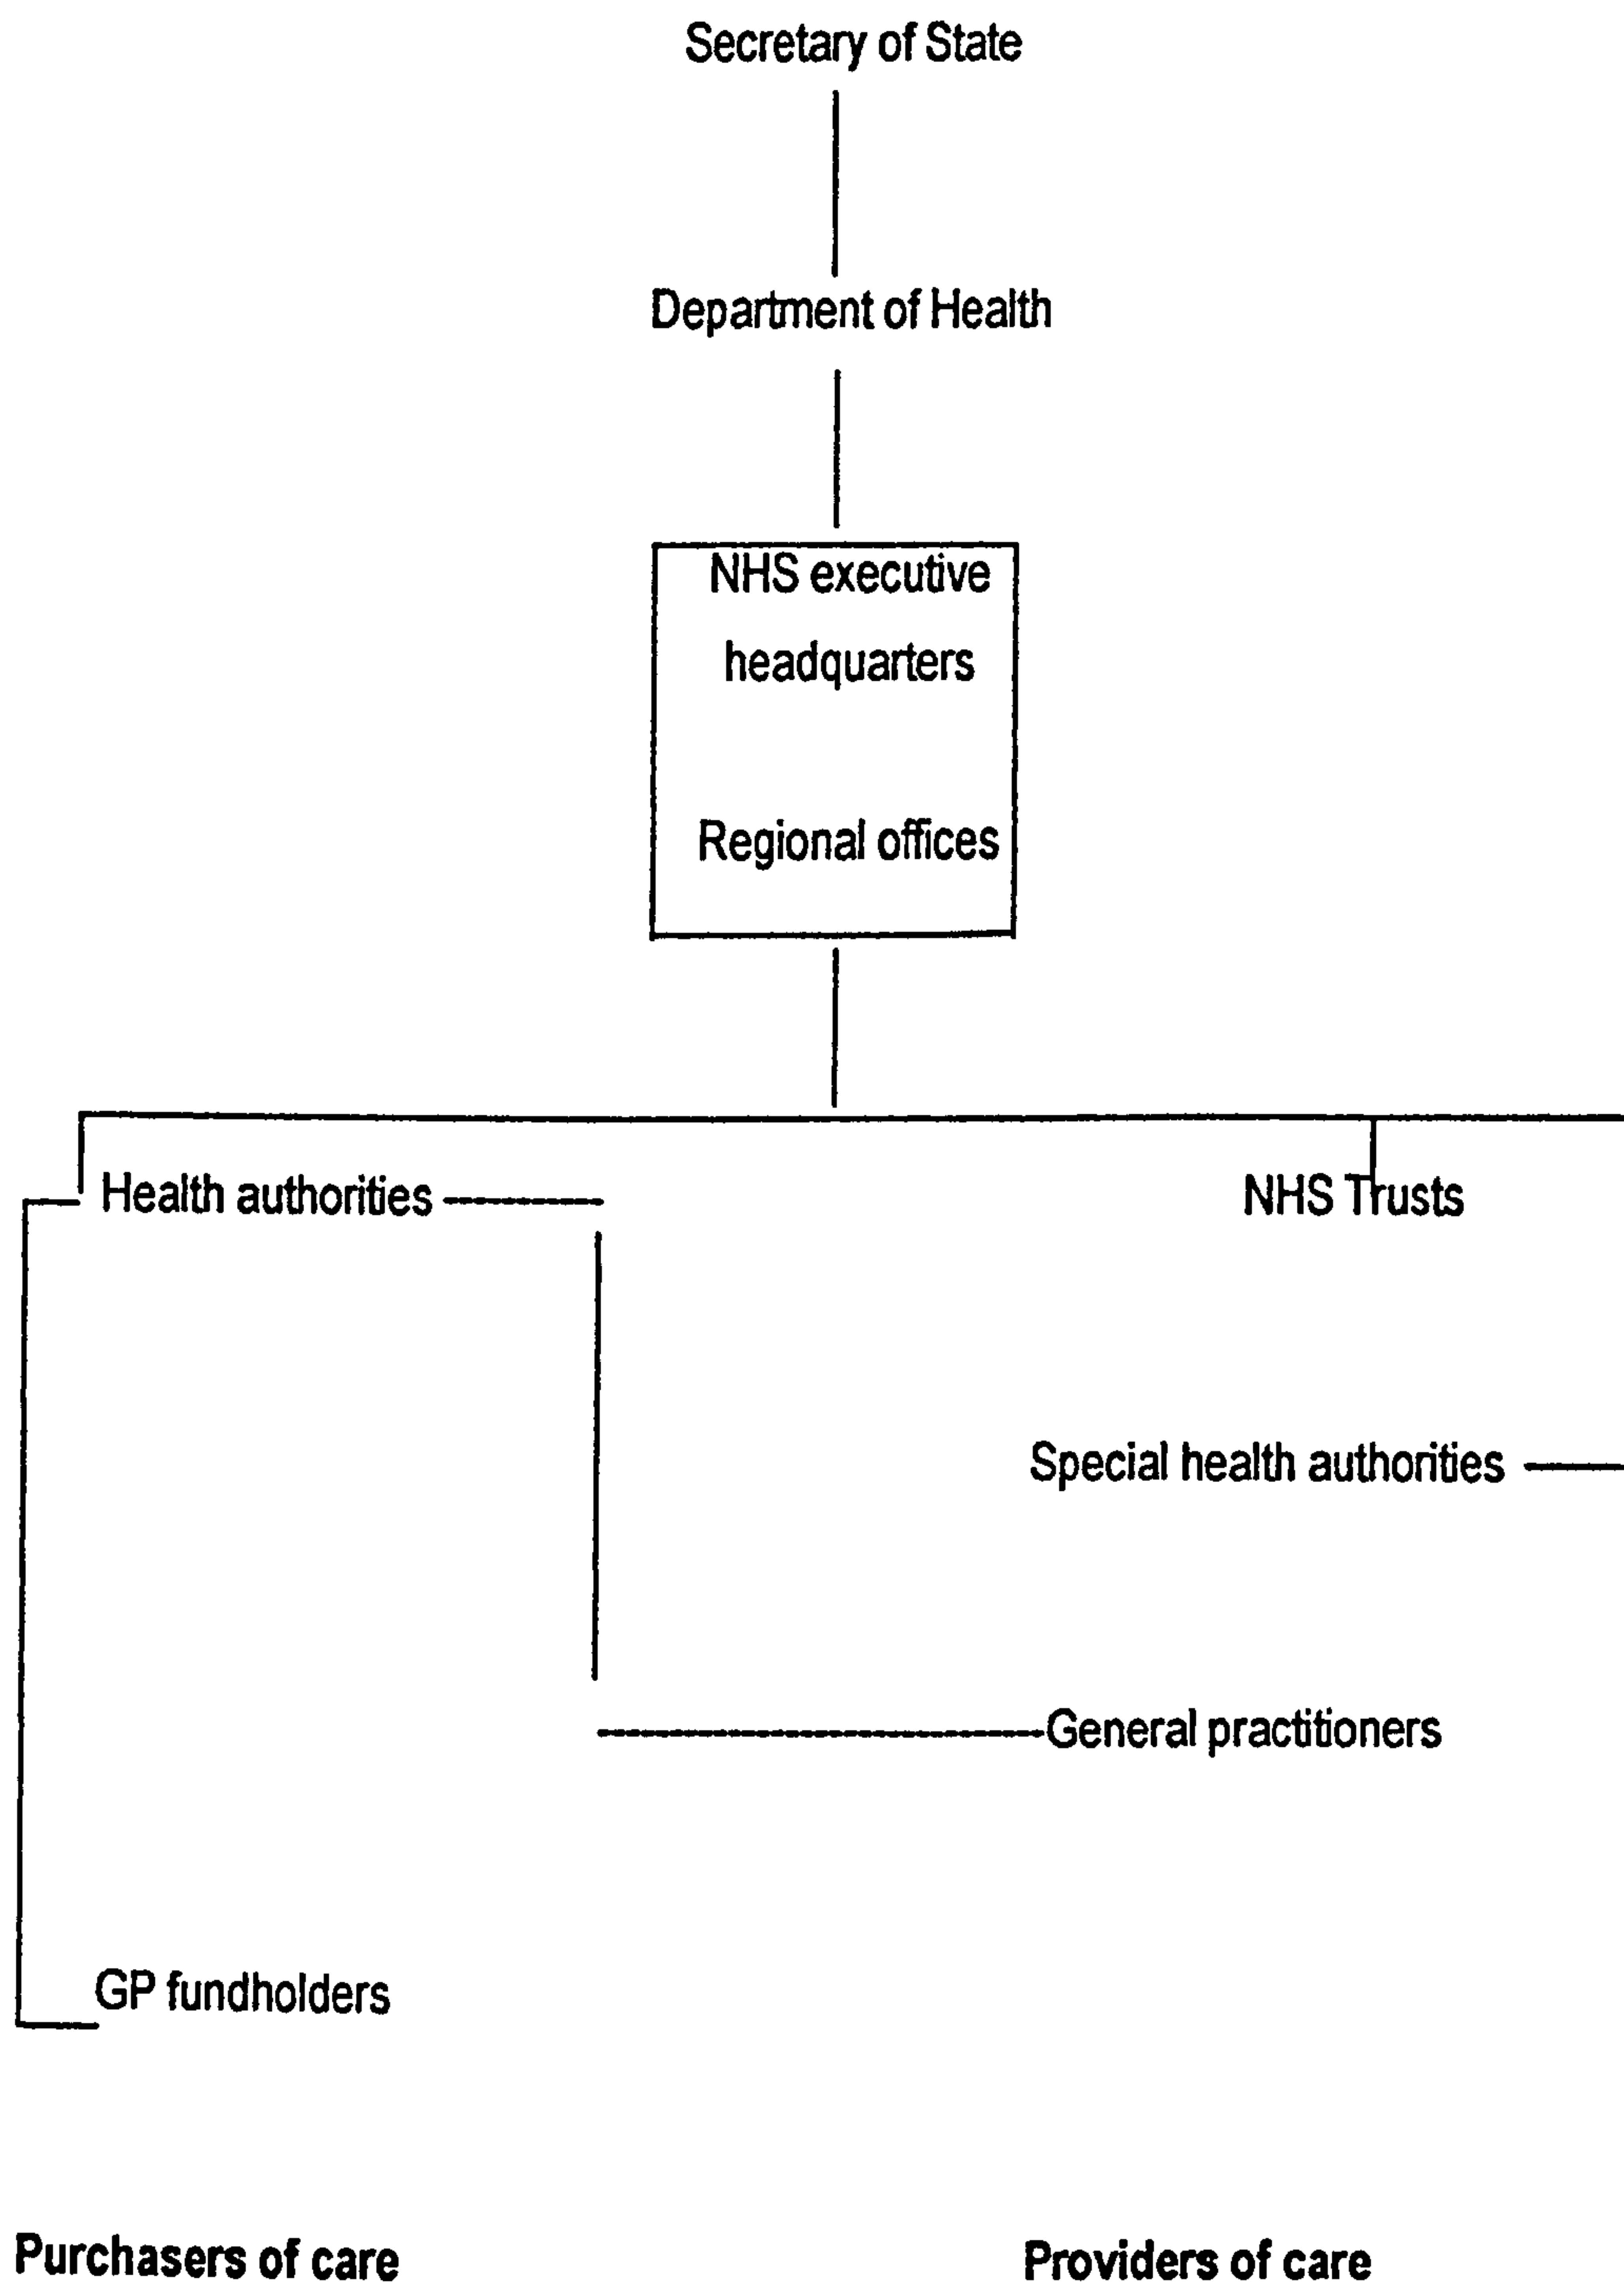 Secretary of State
Department of Health
NHS executive
headquarters
Regional offices
Health authorities
NHS Trusts
Special health authorities
General practitioners
GP fundholders
Purchasers of care
Providers of care